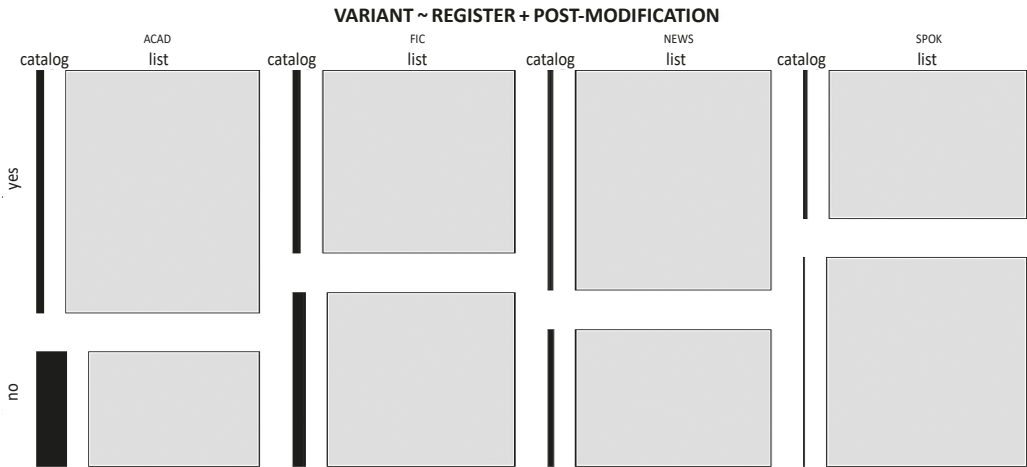 VARIANT ~ REGISTER + POST-MODIFICATION
ACAD FIC NEWS SPOK
catalog list catalog list catalog list catalog list
yes
no